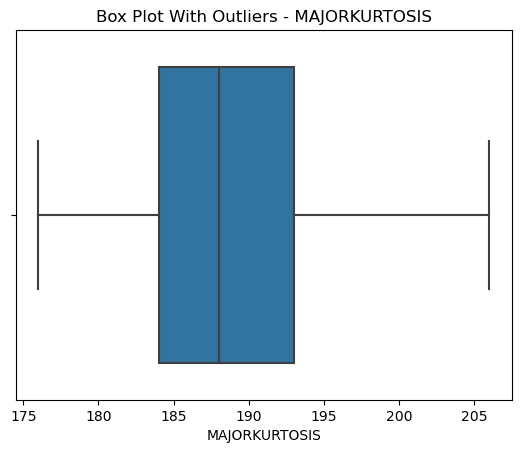 Box Plot With Outliers - MAJORKURTOSIS
175 180 185 190 195 200 205
MAJORKURTOSIS